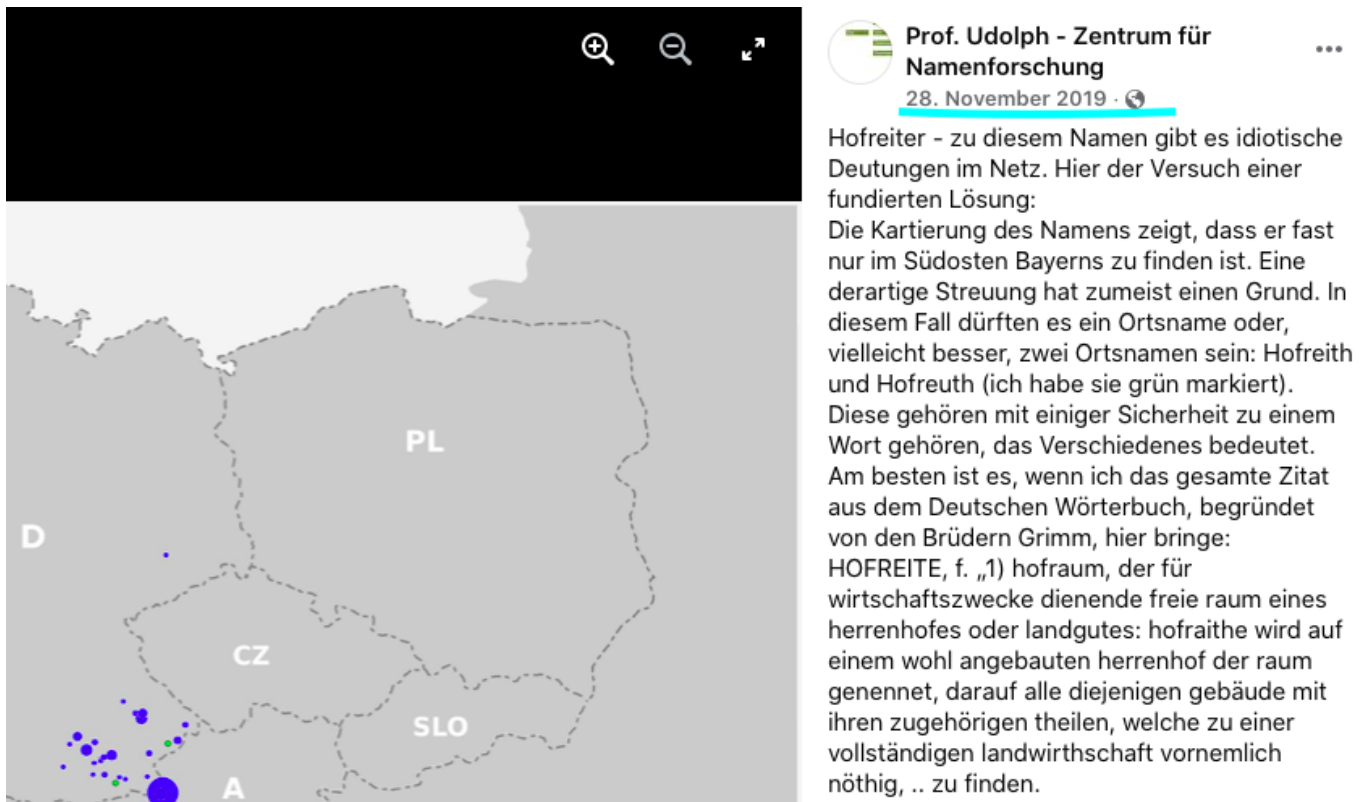 PL
D
CZ
SLO
A
Prof. Udolph - Zentrum für
Namenforschung
28. November 2019 ·
Hofreiter - zu diesem Namen gibt es idiotische
Deutungen im Netz. Hier der Versuch einer
fundierten Lösung:
Die Kartierung des Namens zeigt, dass er fast
nur im Südosten Bayerns zu finden ist. Eine
derartige Streuung hat zumeist einen Grund. In
diesem Fall dürften es ein Ortsname oder,
vielleicht besser, zwei Ortsnamen sein: Hofreith
und Hofreuth (ich habe sie grün markiert).
Diese gehören mit einiger Sicherheit zu einem
Wort gehören, das Verschiedenes bedeutet.
Am besten ist es, wenn ich das gesamte Zitat
aus dem Deutschen Wörterbuch, begründet
von den Brüdern Grimm, hier bringe:
HOFREITE, f. „1) hofraum, der für
wirtschaftszwecke dienende freie raum eines
herrenhofes oder landgutes: hofraithe wird auf
einem wohl angebauten herrenhof der raum
genennet, darauf alle diejenigen gebäude mit
ihren zugehörigen theilen, welche zu einer
vollständigen landwirthschaft vornemlich
nöthig, .. zu finden.